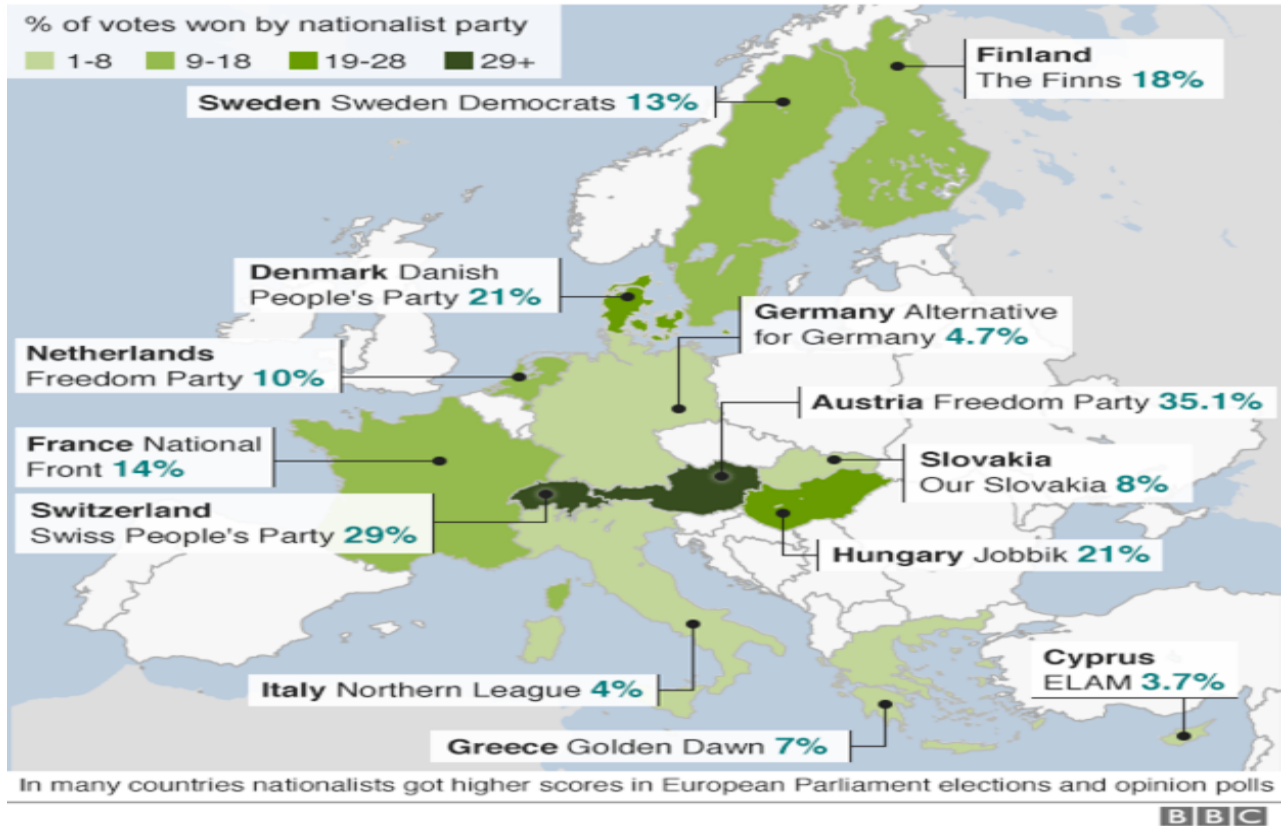 % of votes won by nationalist party
1-8 9-18 19-28 29+
Finland
The Finns 18%
Sweden Sweden Democrats 13%
Denmark Danish
People's Party 21%
Germany Alternative
for Germany 4.7%
Netherlands
Freedom Party 10%
Austria Freedom Party 35.1%
France National
Front 14%
Slovakia
Our Slovakia 8%
Switzerland
Swiss People's Party 29%
Hungary Jobbik 21%
Italy Northern League 4%
Cyprus
ELAM 3.7%
Greece Golden Dawn 7%
In many countries nationalists got higher scores in European Parliament elections and opinion polls
BBC